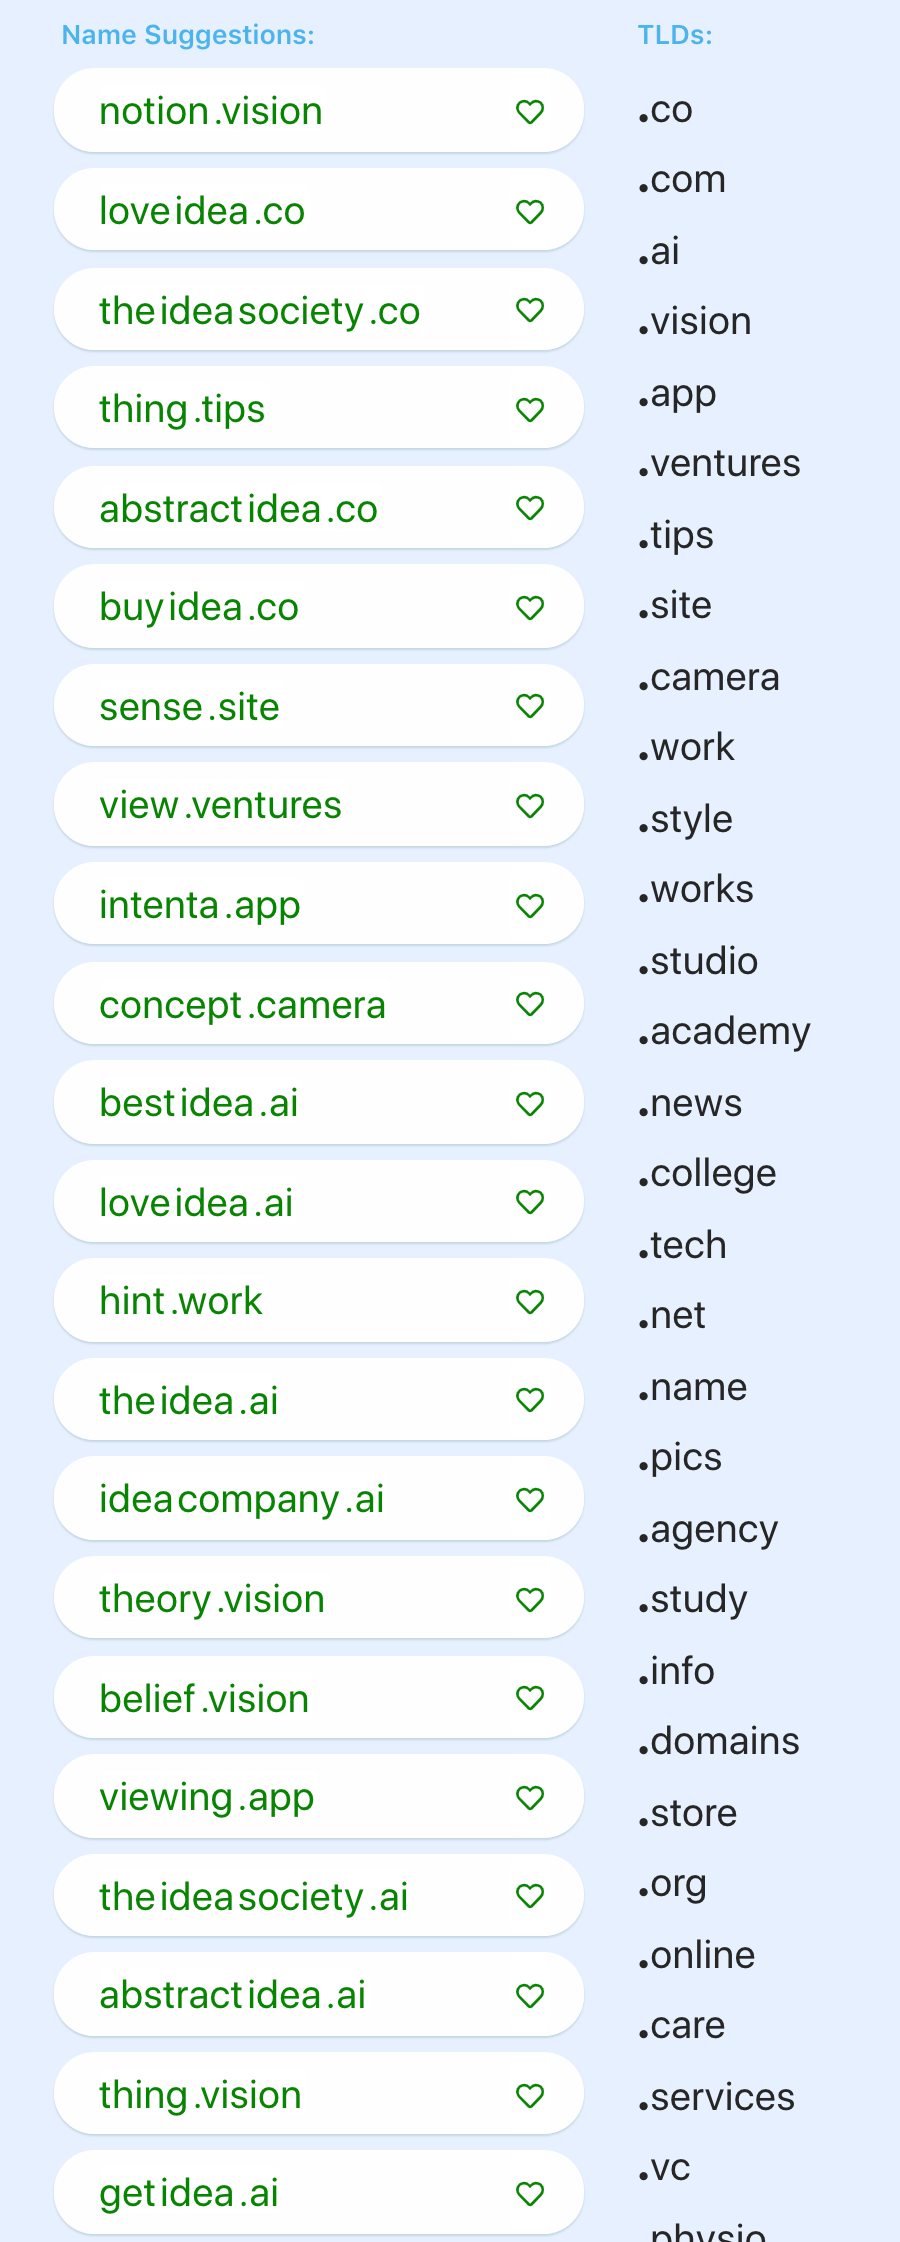 Name Suggestions:
notion.vision
loveidea.co
theideasociety.co
thing.tips
abstractidea.co
buyidea.co
sense.site
view.ventures
intenta.app
concept.camera
bestidea.ai
loveidea.ai
hint.work
theidea.ai
ideacompany.ai
theory.vision
belief.vision
viewing.app
theideasociety.ai
abstractidea.ai
thing.vision
getidea.ai
TLDs:
.co
.com
.ai
.vision
.app
.ventures
.tips
.site
.camera
.work
.style
.works
.studio
.academy
.news
.college
.tech
.net
.name
.pics
.agency
.study
.info
.domains
.store
.org
.online
.care
.services
.vc
.physio